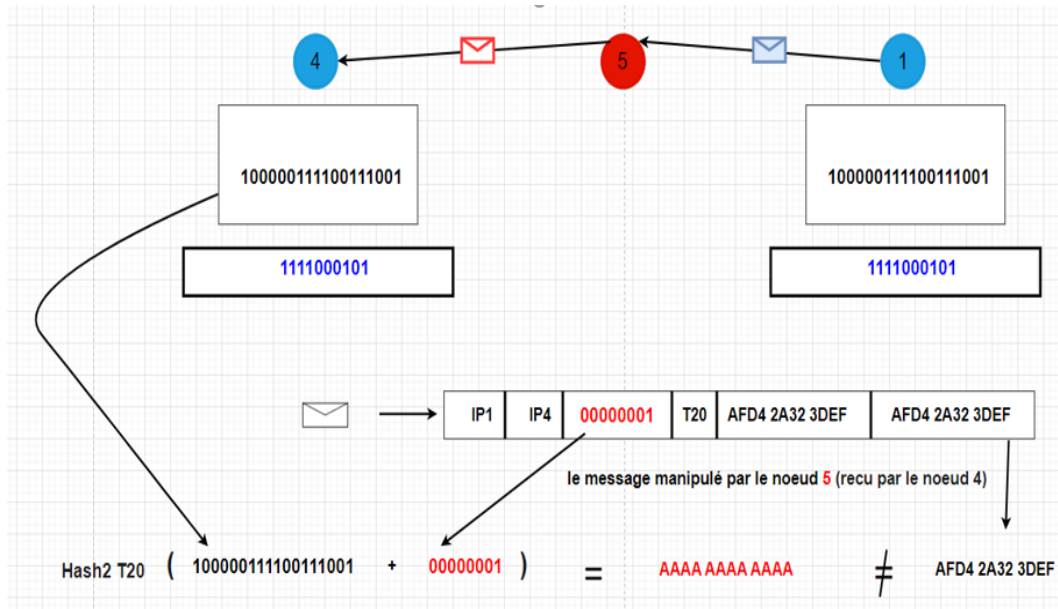 4 5 1
100000111100111001 100000111100111001
1111000101 1111000101
IP1 IP4 00000001 T20 AFD4 2A32 3DEF AFD4 2A32 3DEF
le message manipulé par le noeud 5 (recu par le noeud 4)
Hash2 T20 ( 100000111100111001 + 00000001 ) = AAAA AAAA AAAA ≠ AFD4 2A32 3DEF